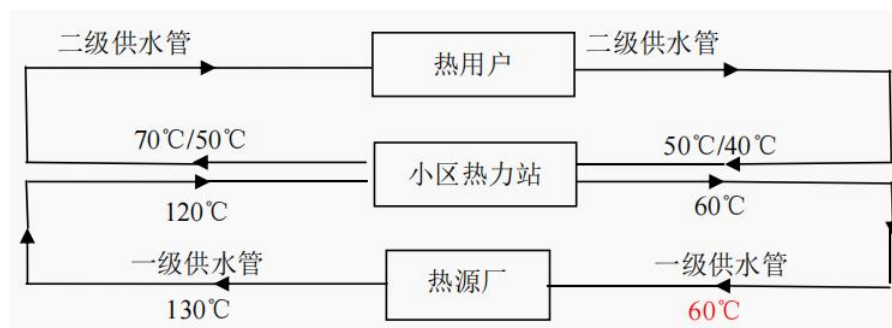 二级供水管
热用户
二级供水管
70℃/50℃
小区热力站
50℃/40℃
120℃
60℃
一级供水管
热源厂
一级供水管
130℃
60℃